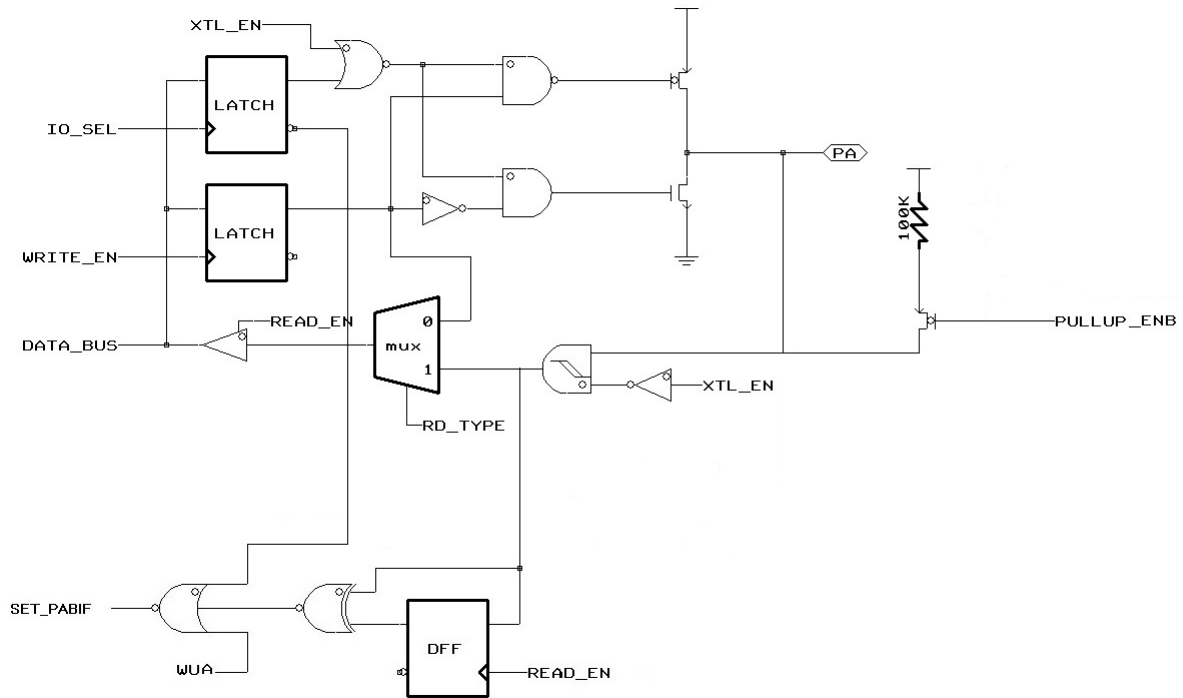 XTL_EN
LATCH
IO_SEL
PA
LATCH
100K
WRITE_EN
READ_EN
0
PULLUP_ENB
DATA_BUS
mux
1
XTL_EN
RD_TYPE
SET_PABIF
DFF
WUA
READ_EN